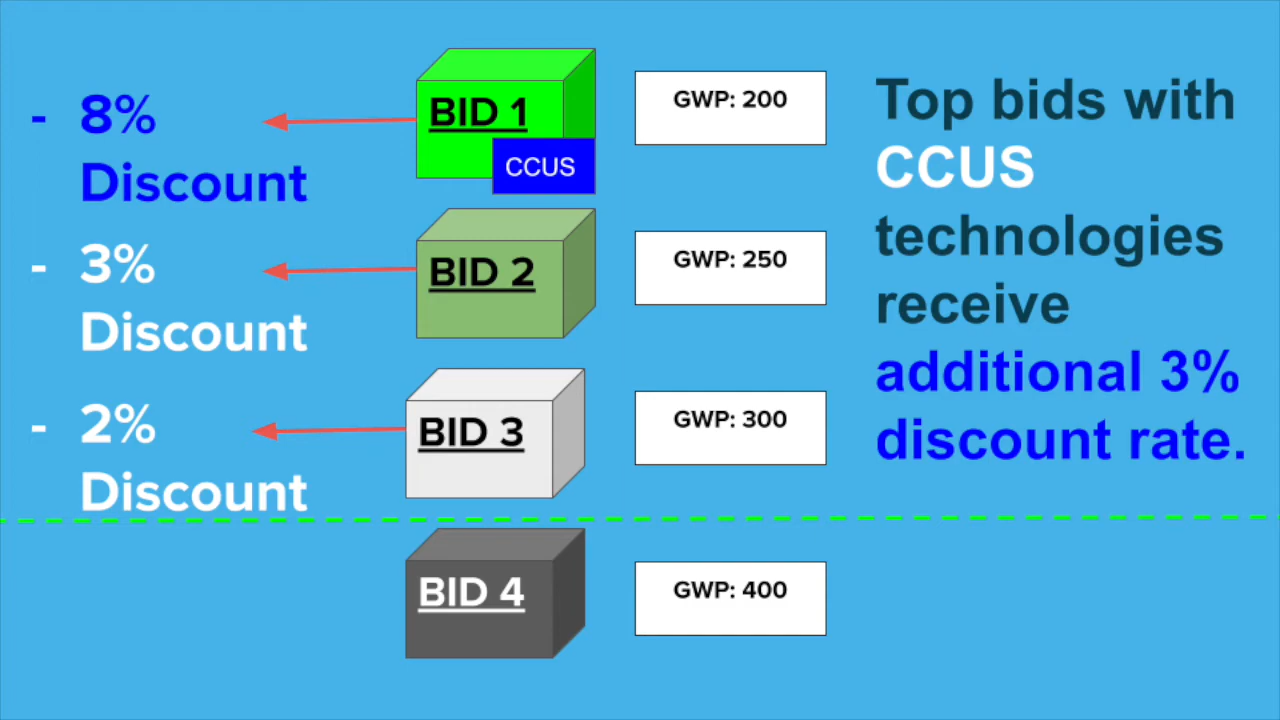 - 8%
Discount
- 3%
Discount
- 2%
Discount
BID 1
CCUS
BID 2
BID 3
BID 4
GWP: 200
GWP: 250
GWP: 300
GWP: 400
Top bids with
CCUS
technologies
receive
additional 3%
discount rate.